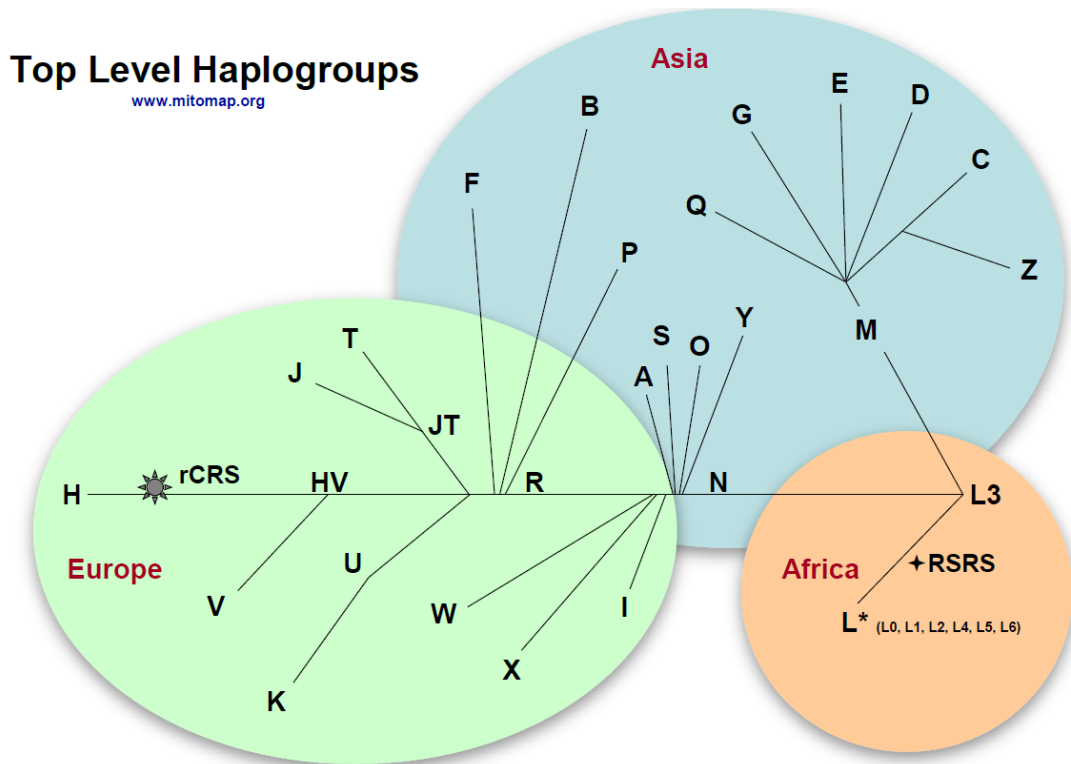 Top Level Haplogroups
www.mitomap.org
Asia
B
E
D
G
C
F
Q
P
Z
Y
M
S
O
T
A
J
JT
rCRS
H
HV
R
N
L3
Europe
U
Africa
RSRS
V
W
I
L* (L0, L1, L2, L4, L5, L6)
X
K